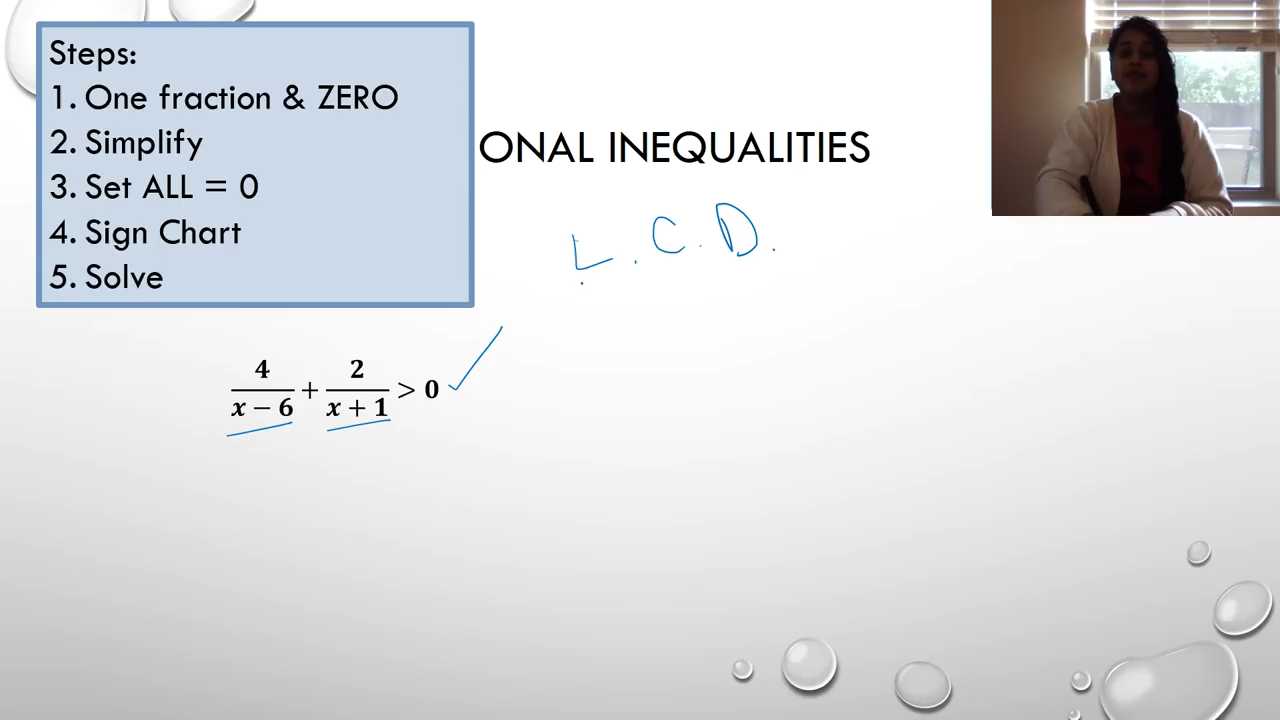 Steps:
1. One fraction & ZERO
2. Simplify
3. Set ALL = 0
4. Sign Chart
5. Solve
ONAL INEQUALITIES
L.C.D.
4/(x − 6) + 2/(x + 1) > 0